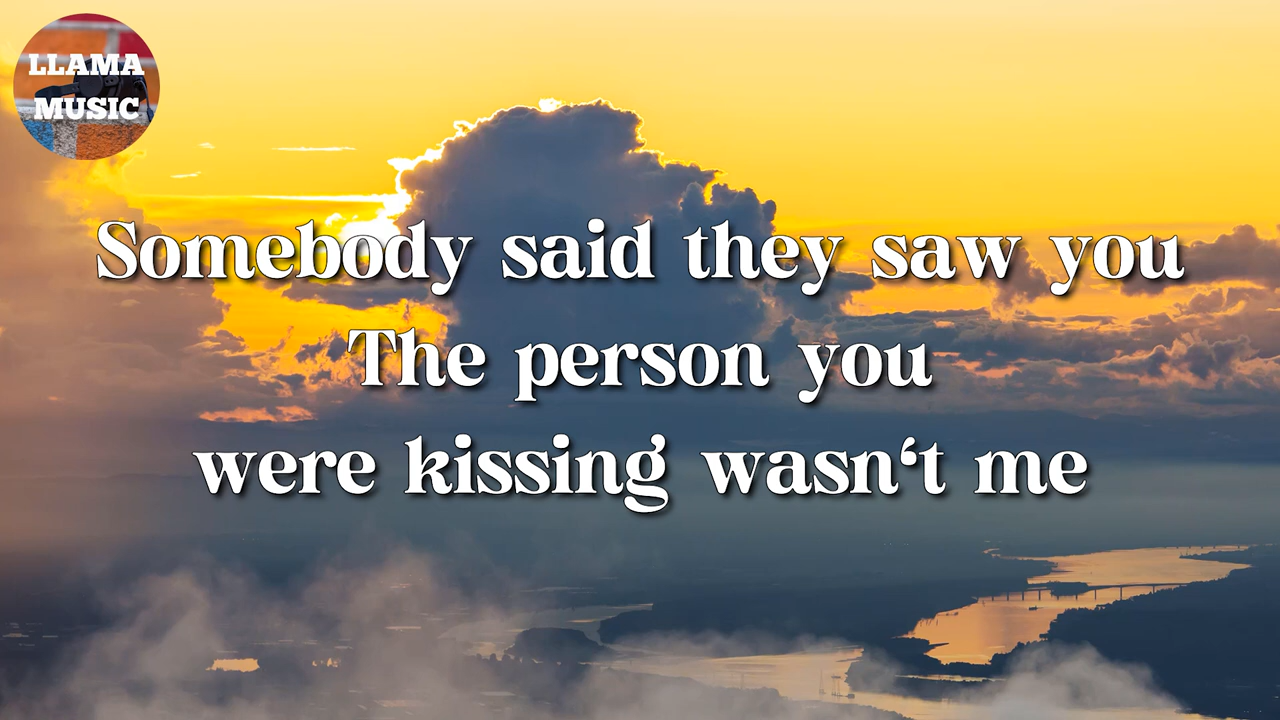 LLAMA
MUSIC
Somebody said they saw you
The person you
were kissing wasn‘t me